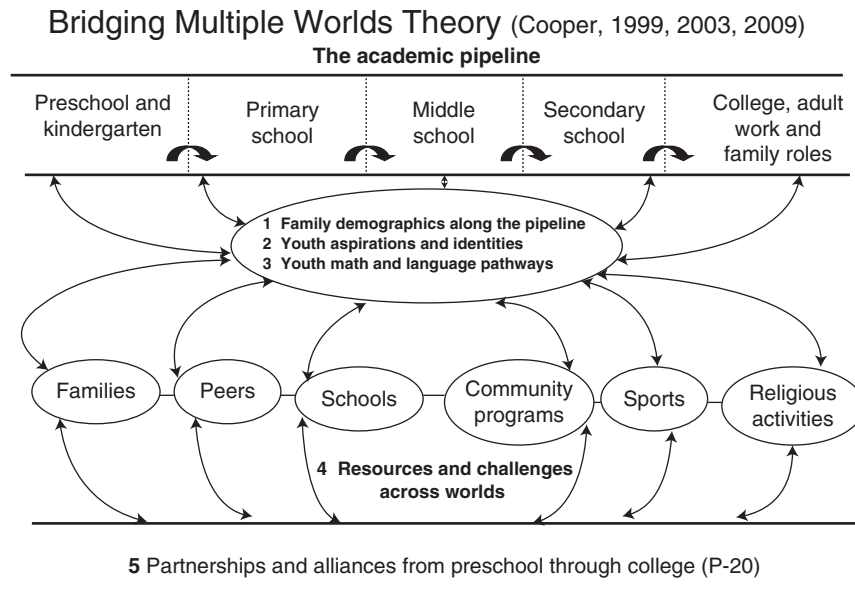 Bridging Multiple Worlds Theory (Cooper, 1999, 2003, 2009)
The academic pipeline
Preschool and
kindergarten
Primary
school
Middle
school
Secondary
school
College, adult
work and
family roles
1 Family demographics along the pipeline
2 Youth aspirations and identities
3 Youth math and language pathways
Families
Peers
Schools
Community
programs
Sports
Religious
activities
4 Resources and challenges
across worlds
5 Partnerships and alliances from preschool through college (P-20)